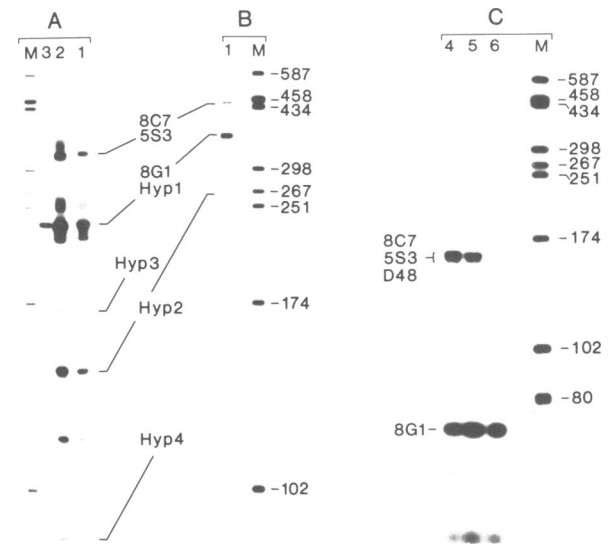 A
B
C
M 3 2 1
1 M
4 5 6 M
-587
-458
-434
-298
-267
-251
-174
-102
8C7
5S3
8G1
Hyp1
Hyp3
Hyp2
Hyp4
-587
-458
434
-298
-267
251
-174
-102
-80
8C7
5S3
D48
8G1-